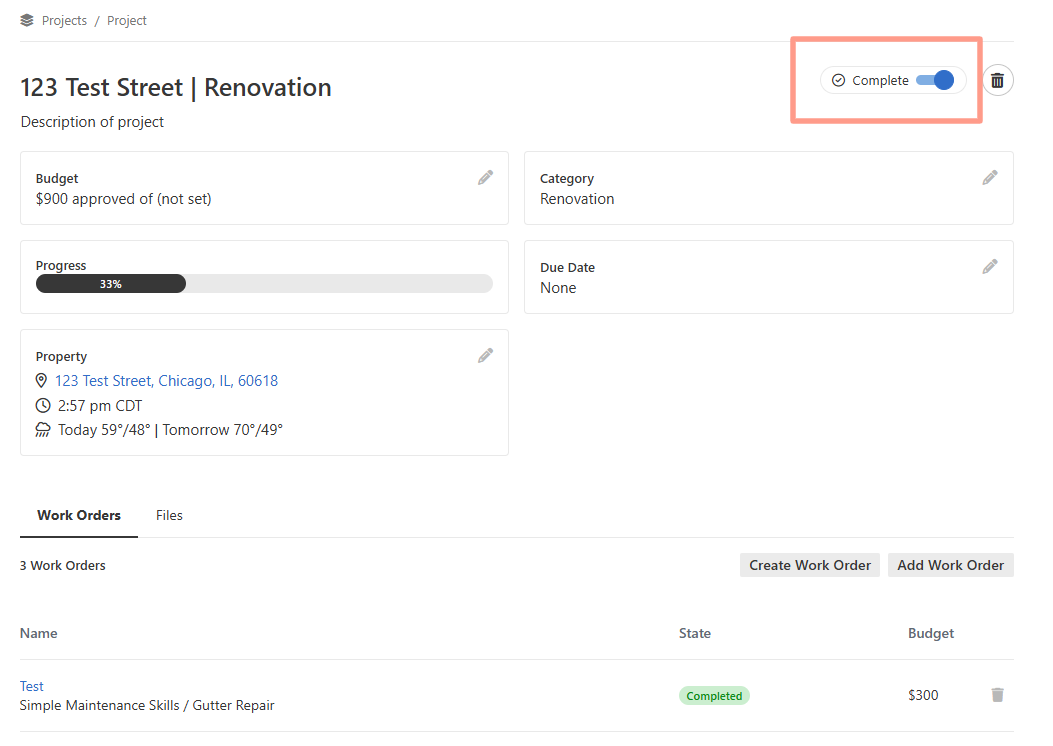 Projects / Project
Complete
123 Test Street | Renovation
Description of project
Budget
$900 approved of (not set)
Category
Renovation
Progress
33%
Due Date
None
Property
123 Test Street, Chicago, IL, 60618
2:57 pm CDT
Today 59°/48° | Tomorrow 70°/49°
Work Orders Files
3 Work Orders Create Work Order Add Work Order
Name State Budget
Test
Simple Maintenance Skills / Gutter Repair
Completed $300